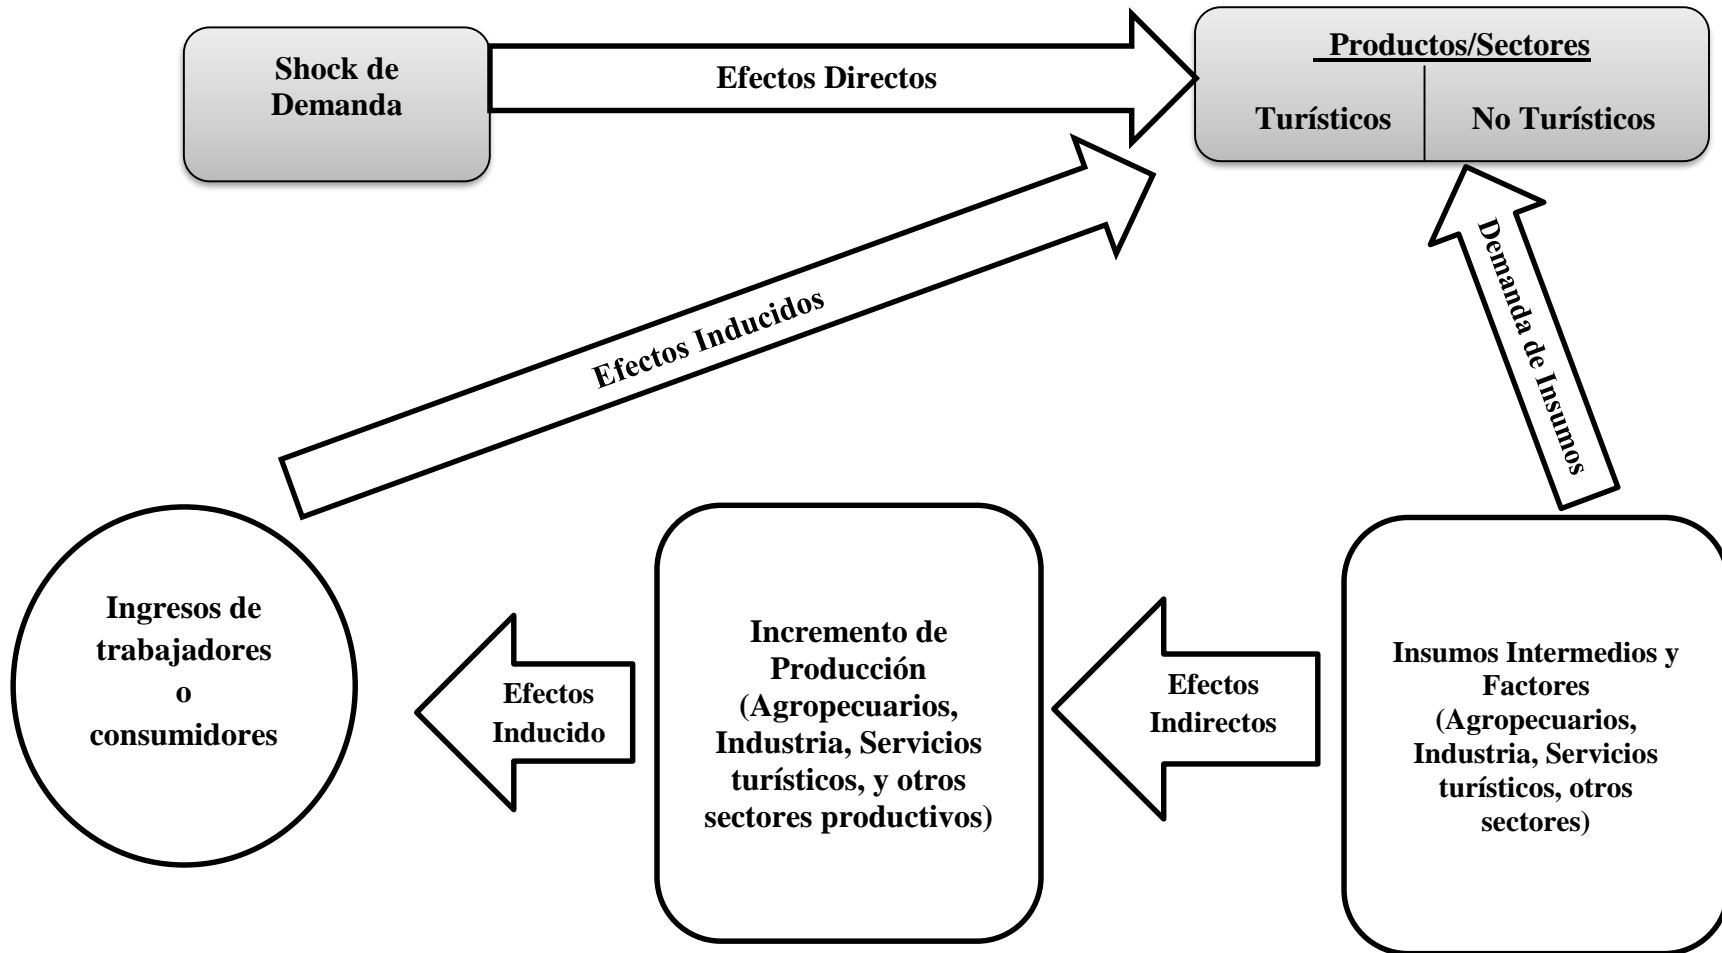 Shock de
Demanda
Efectos Directos
Productos/Sectores
Turísticos
No Turísticos
Efectos Inducidos
Demanda de Insumos
Ingresos de
trabajadores
o
consumidores
Efectos
Inducido
Incremento de
Producción
(Agropecuarios,
Industria, Servicios
turísticos, y otros
sectores productivos)
Efectos
Indirectos
Insumos Intermedios y
Factores
(Agropecuarios,
Industria, Servicios
turísticos, otros
sectores)